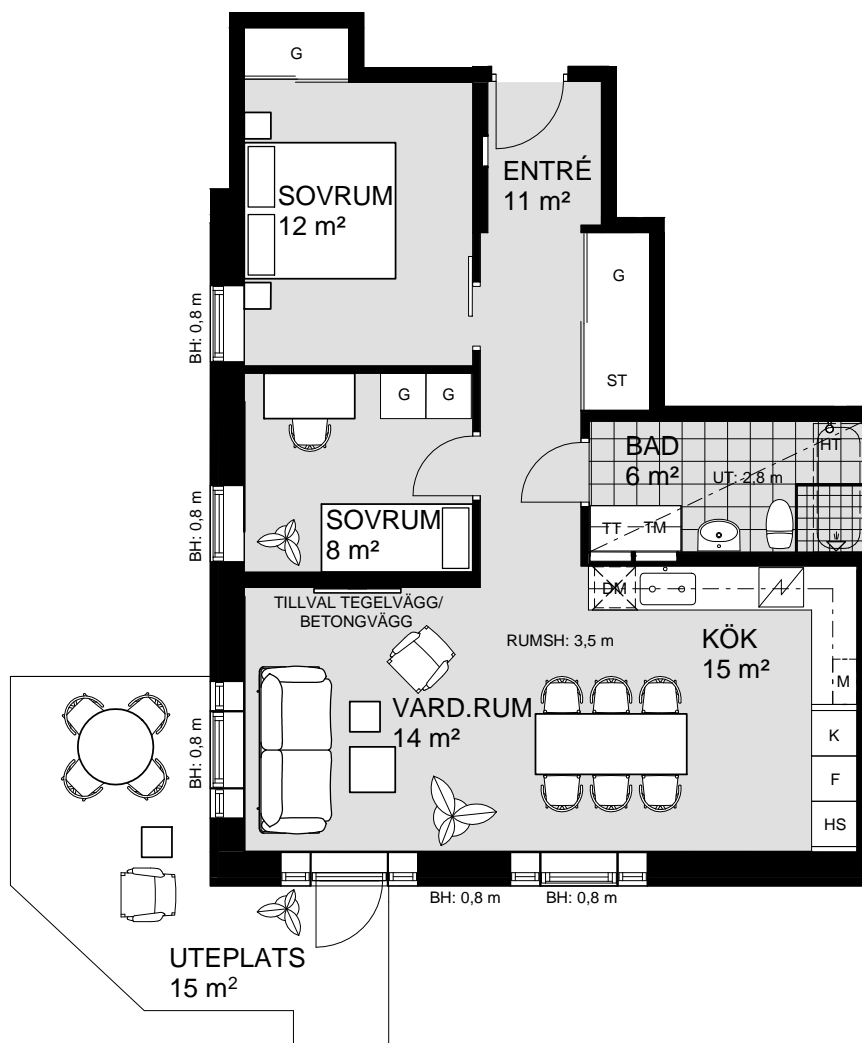 G
ENTRÉ
11 m²
SOVRUM
12 m²
G
BH: 0,8 m
ST
G G
BAD
6 m²
HT
UT: 2,8 m
BH: 0,8 m
SOVRUM
8 m²
TT TM
DM
TILLVAL TEGELVÄGG/
BETONGVÄGG
RUMSH: 3,5 m
KÖK
15 m²
M
VARD.RUM
14 m²
BH: 0,8 m
K
F
HS
BH: 0,8 m
BH: 0,8 m
UTEPLATS
15 m²